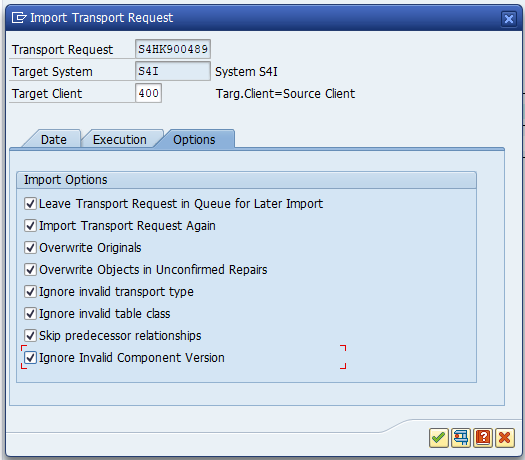 Import Transport Request
Transport Request S4HK900489
Target System S4I System S4I
Target Client 400 Targ.Client=Source Client
Date Execution Options
Import Options
Leave Transport Request in Queue for Later Import
Import Transport Request Again
Overwrite Originals
Overwrite Objects in Unconfirmed Repairs
Ignore invalid transport type
Ignore invalid table class
Skip predecessor relationships
Ignore Invalid Component Version